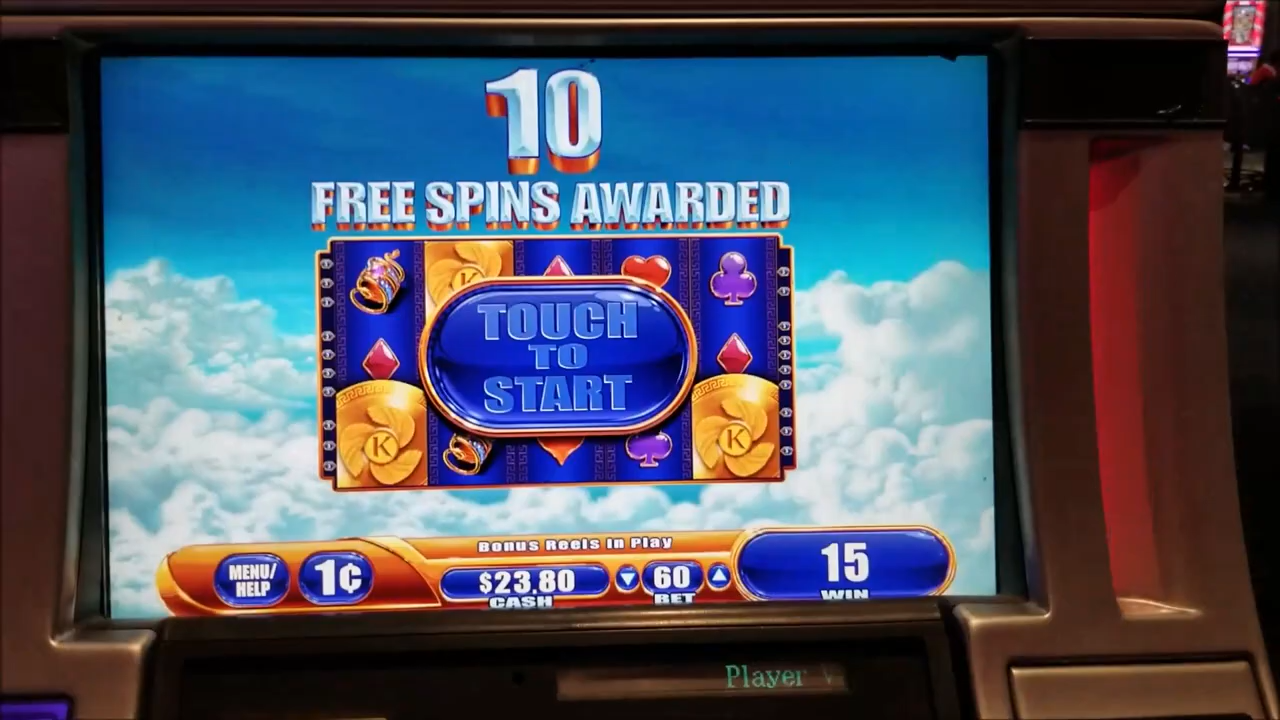 10
FREE SPINS AWARDED
K
TOUCH
TO
START
K
K
Bonus Reels In Play
MENU/
HELP
1¢
$23.80
CASH
60
BET
15
WIN
Player